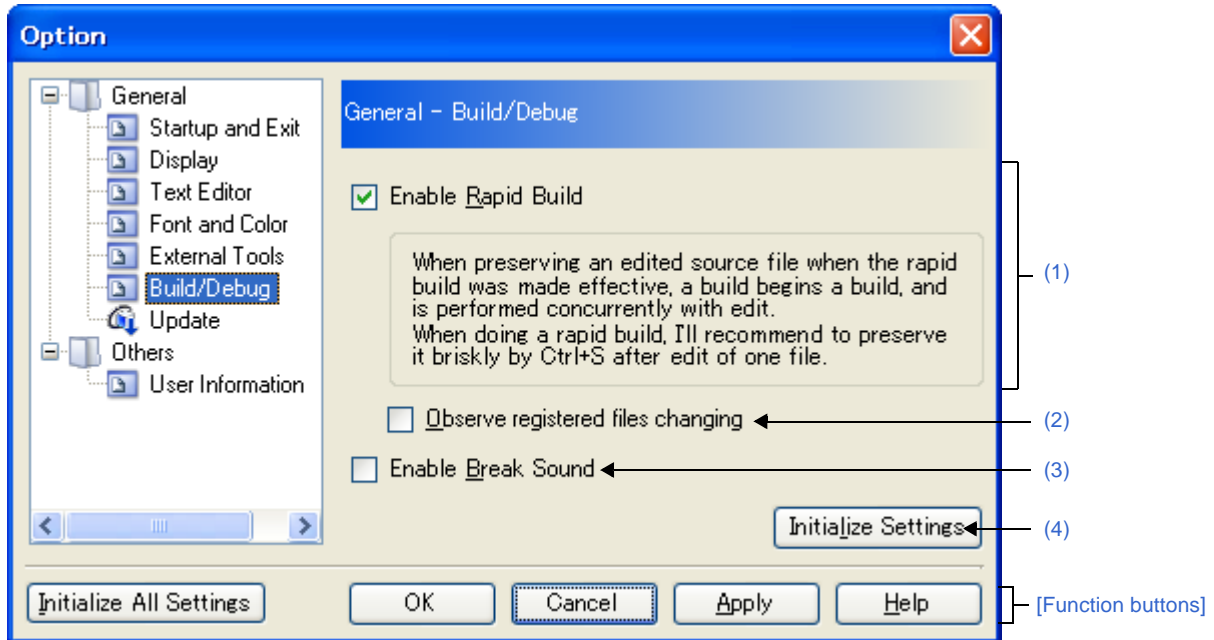 Option
General
Startup and Exit
Display
Text Editor
Font and Color
External Tools
Build/Debug
Update
Others
User Information
General - Build/Debug
Enable Rapid Build
When preserving an edited source file when the rapid
build was made effective, a build begins a build, and
is performed concurrently with edit.
When doing a rapid build, I'll recommend to preserve
it briskly by Ctrl+S after edit of one file.
(1)
Observe registered files changing
(2)
Enable Break Sound
(3)
Initialize Settings
(4)
Initialize All Settings
OK
Cancel
Apply
Help
[Function buttons]